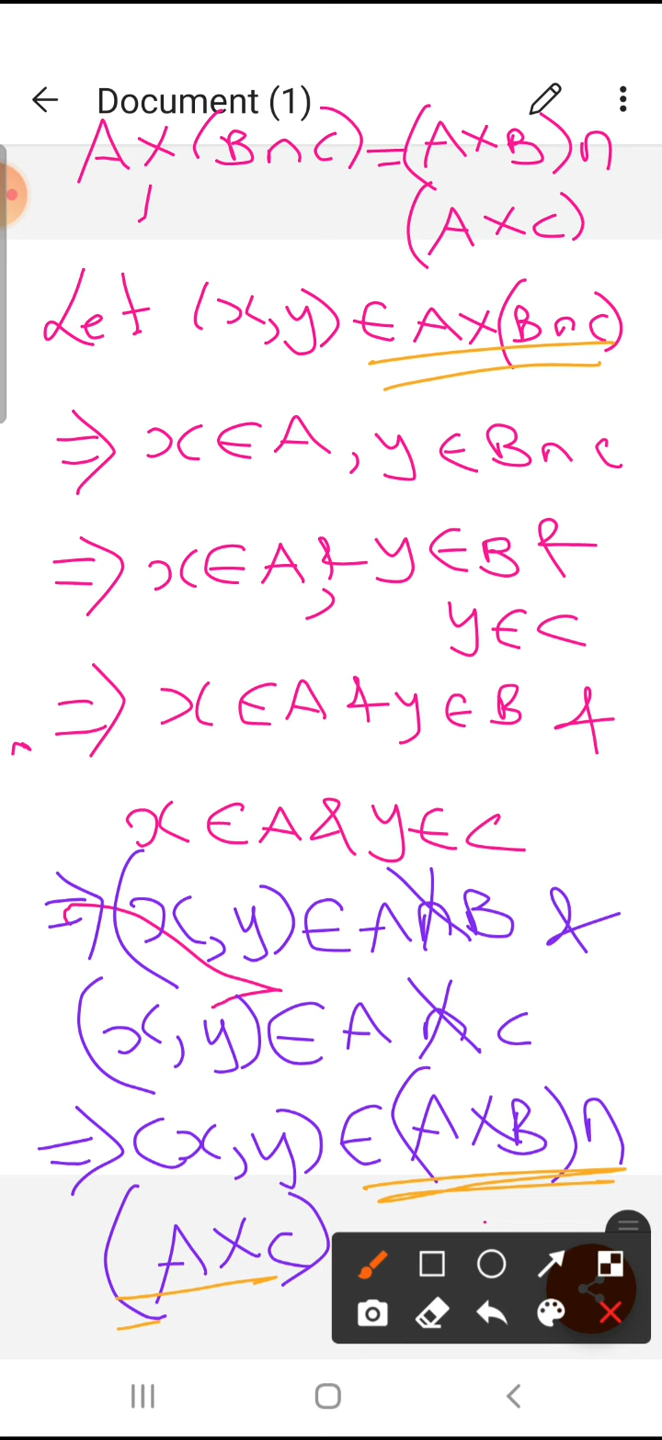 Document (1)
A×(B∩C)=(A×B)∩
(A×C)
Let (x,y)∈A×(B∩C)
⇒ x∈A, y∈B∩C
⇒ x∈A & y∈B &
y∈C
⇒ x∈A & y∈B &
x∈A & y∈C
⇒ (x,y)∈A×B &
(x,y)∈A×C
⇒ (x,y)∈(A×B)∩
(A×C)